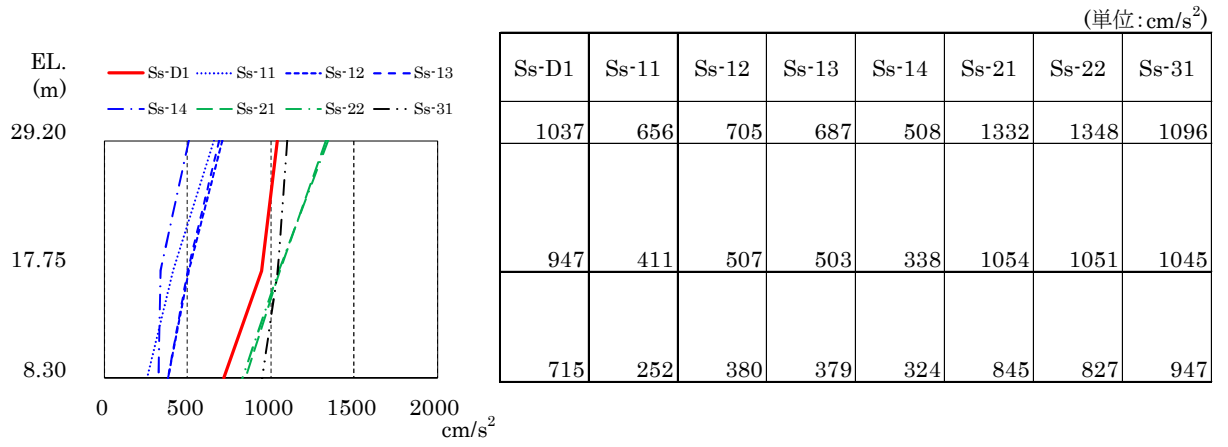 (単位:cm/s²)
EL.
(m)
Ss-D1 Ss-11 Ss-12 Ss-13
Ss-14 Ss-21 Ss-22 Ss-31
29.20
17.75
8.30
0 500 1000 1500 2000
cm/s²
Ss-D1 Ss-11 Ss-12 Ss-13 Ss-14 Ss-21 Ss-22 Ss-31
1037 656 705 687 508 1332 1348 1096
947 411 507 503 338 1054 1051 1045
715 252 380 379 324 845 827 947